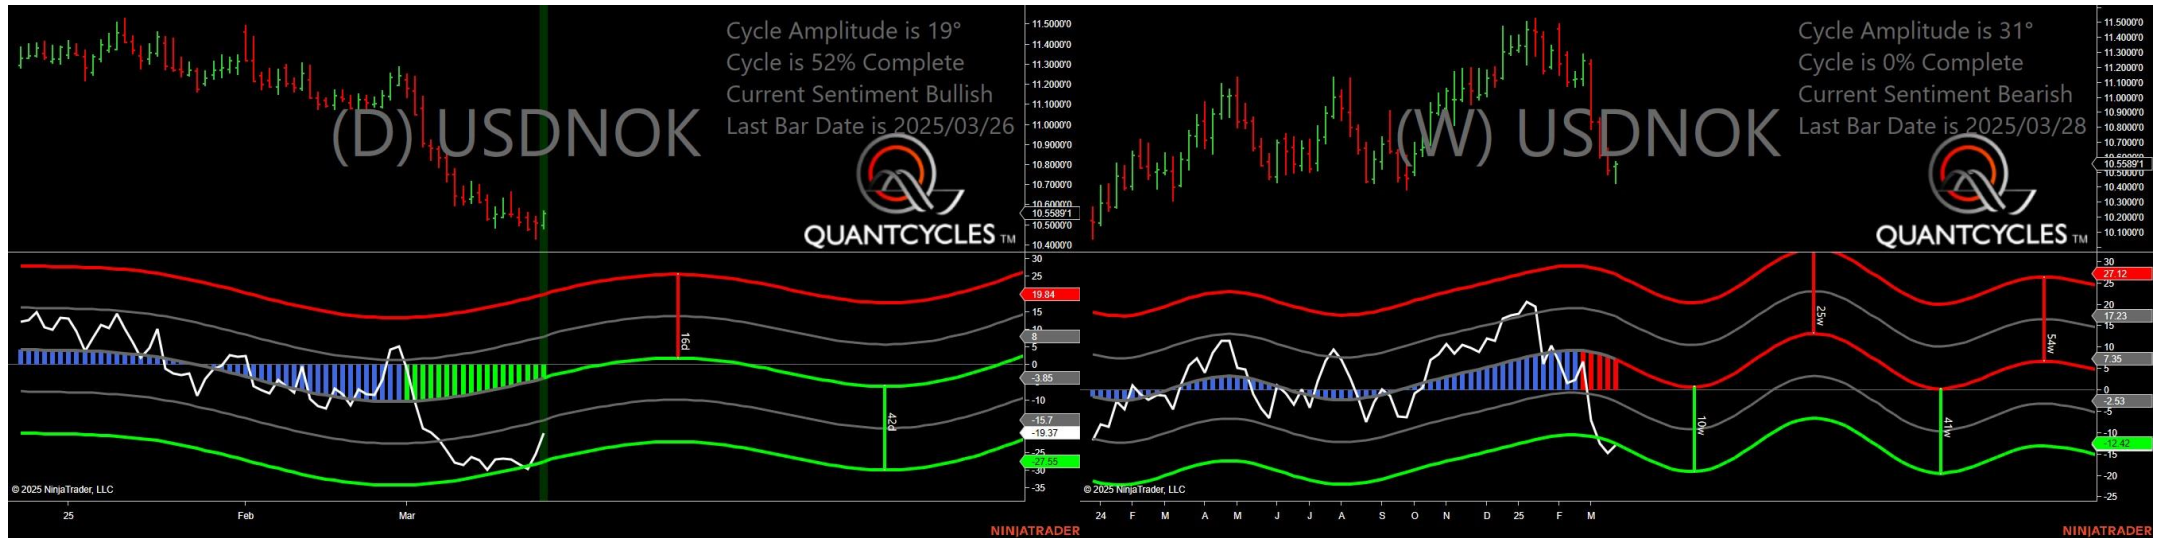 Cycle Amplitude is 19°
Cycle is 52% Complete
Current Sentiment Bullish
Last Bar Date is 2025/03/26
(D) USDNOK
QUANTCYCLES TM
11.5000'0
11.4000'0
11.3000'0
11.2000'0
11.1000'0
11.0000'0
10.9000'0
10.8000'0
10.7000'0
10.6000'0
10.5589'1
10.5000'0
10.4000'0
30
25
19.84
15
10
8
5
0
-3.85
-10
-15.7
-19.37
-25
-27.55
-30
-35
16d
42d
© 2025 NinjaTrader, LLC
25 Feb Mar
NINJATRADER
Cycle Amplitude is 31°
Cycle is 0% Complete
Current Sentiment Bearish
Last Bar Date is 2025/03/28
(W) USDNOK
QUANTCYCLES TM
11.5000'0
11.4000'0
11.3000'0
11.2000'0
11.1000'0
11.0000'0
10.9000'0
10.8000'0
10.7000'0
10.5589'1
10.5000'0
10.4000'0
10.3000'0
10.2000'0
10.1000'0
30
27.12
25
20
17.23
15
10
7.35
5
0
-2.53
-5
-10
-12.42
-15
-20
-25
25w
54w
10w
41w
© 2025 NinjaTrader, LLC
24 F M A M J J A S O N D 25 F M
NINJATRADER